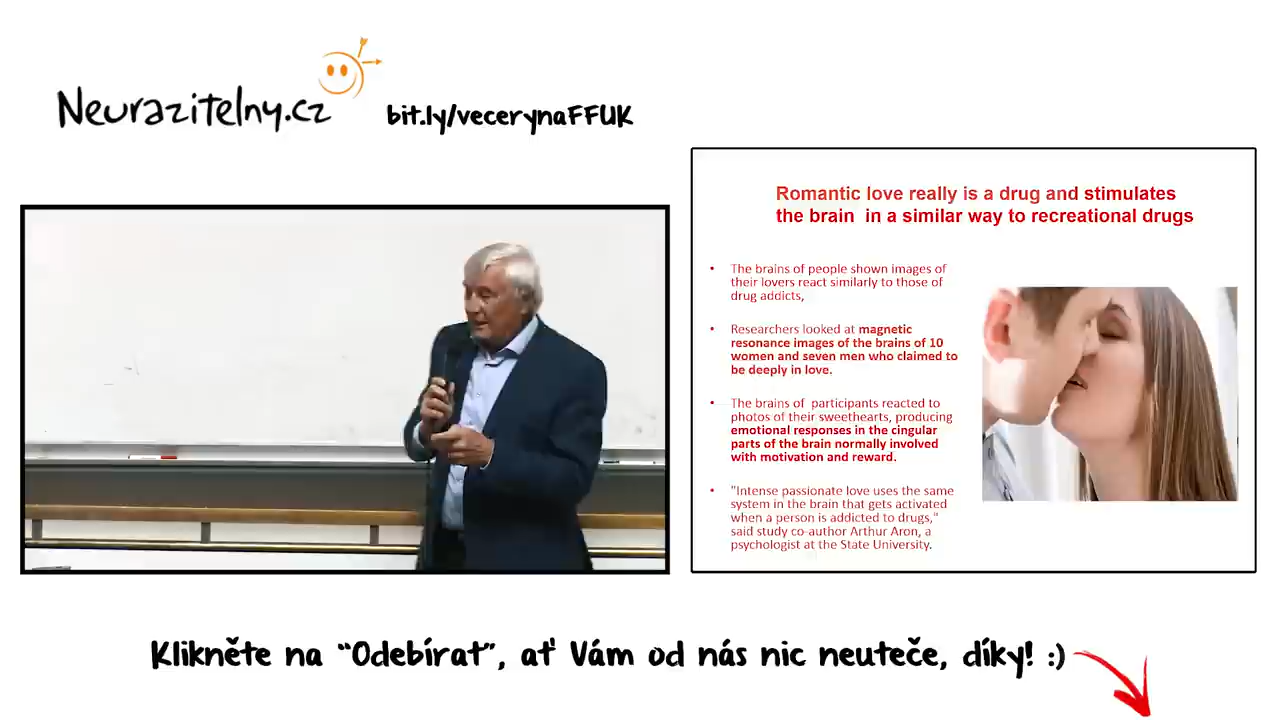 Neurazitelny.cz
bit.ly/vecerynaFFUK
Romantic love really is a drug and stimulates
the brain in a similar way to recreational drugs
• The brains of people shown images of
their lovers react similarly to those of
drug addicts,
• Researchers looked at magnetic
resonance images of the brains of 10
women and seven men who claimed to
be deeply in love.
• The brains of participants reacted to
photos of their sweethearts, producing
emotional responses in the cingular
parts of the brain normally involved
with motivation and reward.
• "Intense passionate love uses the same
system in the brain that gets activated
when a person is addicted to drugs,"
said study co-author Arthur Aron, a
psychologist at the State University.
Klikněte na “Odebírat”, ať Vám od nás nic neuteče, díky! :)